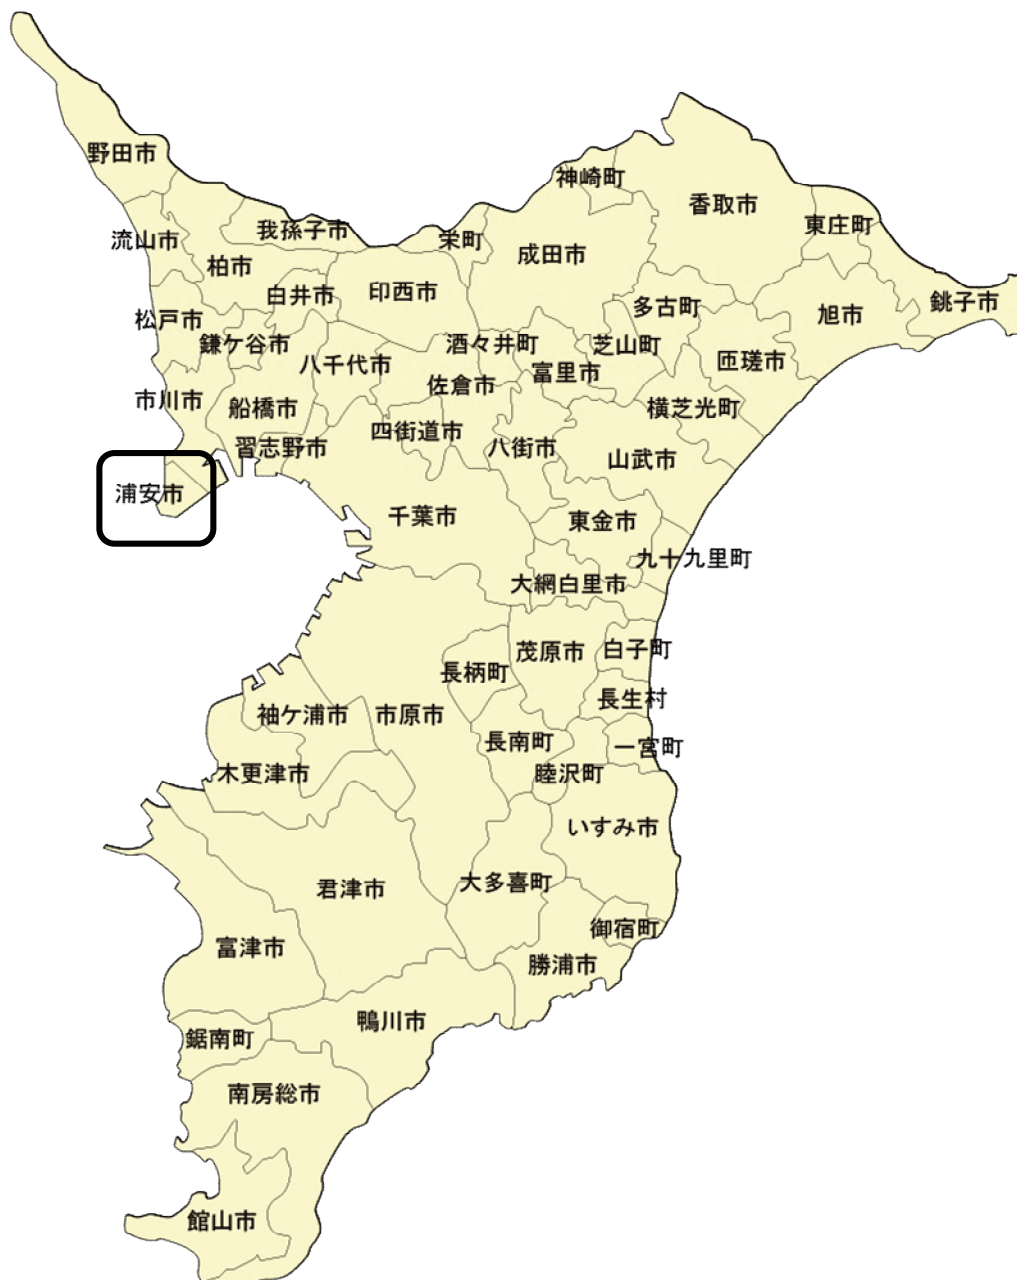 野田市
神崎町
香取市
東庄町
我孫子市
栄町
流山市
成田市
柏市
白井市
印西市
銚子市
多古町
旭市
松戸市
鎌ケ谷市
酒々井町
芝山町
八千代市
富里市
匝瑳市
佐倉市
市川市
船橋市
横芝光町
四街道市
習志野市
八街市
山武市
浦安市
千葉市
東金市
九十九里町
大網白里市
茂原市
白子町
長柄町
長生村
袖ケ浦市
市原市
長南町
一宮町
木更津市
睦沢町
いすみ市
君津市
大多喜町
御宿町
富津市
勝浦市
鴨川市
鋸南町
南房総市
館山市